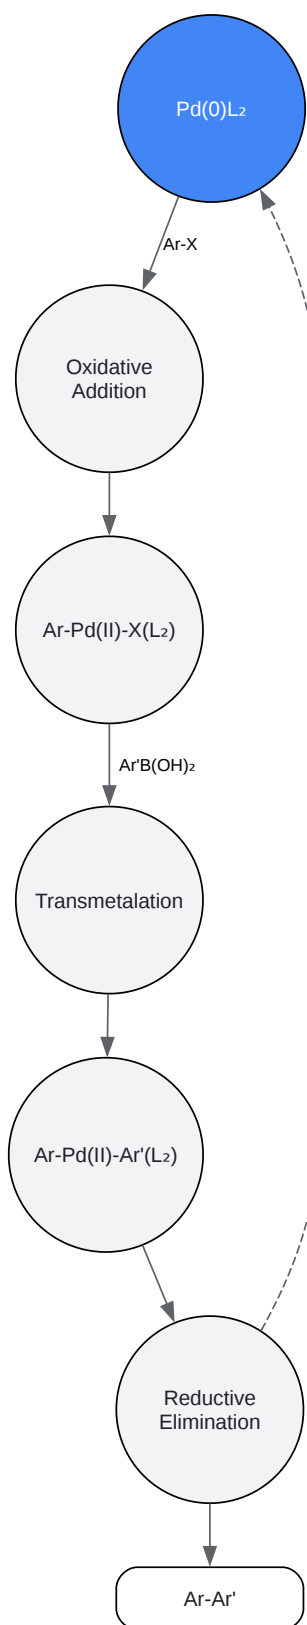 Pd(0)L₂
Ar-X
Oxidative
Addition
Ar-Pd(II)-X(L₂)
Ar'B(OH)₂
Transmetalation
Ar-Pd(II)-Ar'(L₂)
Reductive
Elimination
Ar-Ar'